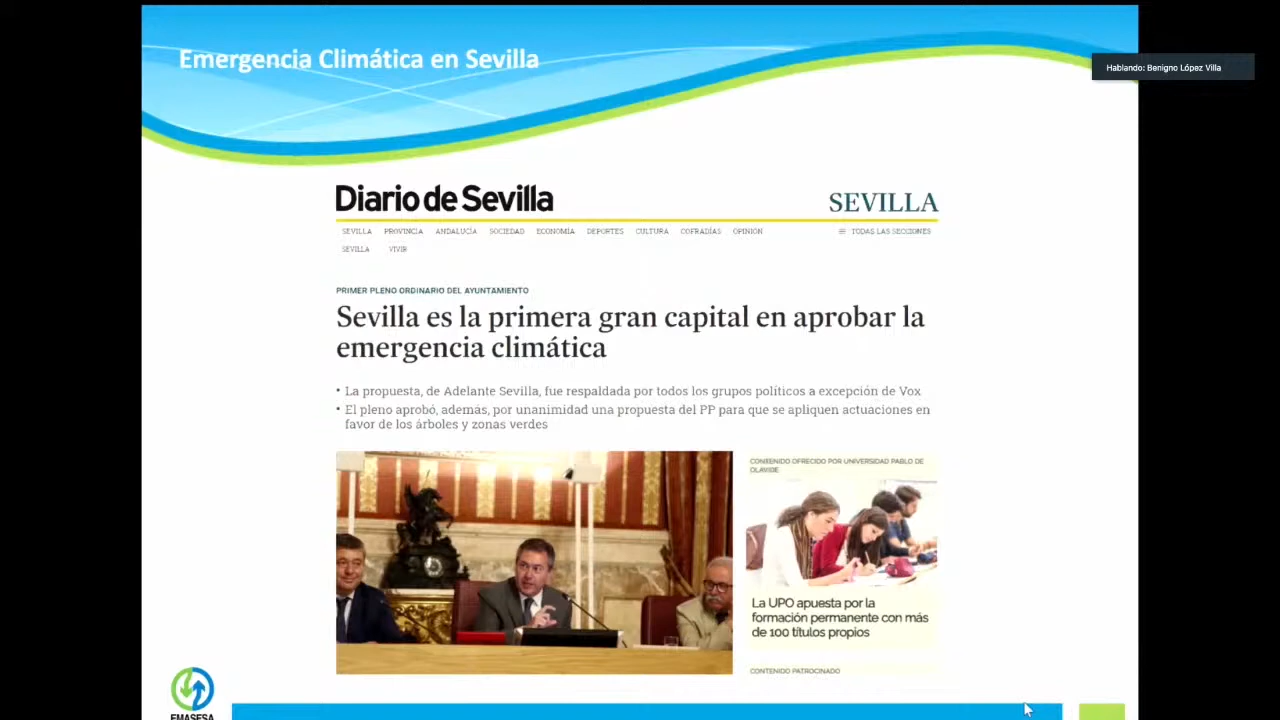 Emergencia Climática en Sevilla
Hablando: Benigno López Villa
Diario de Sevilla
SEVILLA
SEVILLA PROVINCIA ANDALUCÍA SOCIEDAD ECONOMÍA DEPORTES CULTURA COFRADÍAS OPINIÓN
TODAS LAS SECCIONES
SEVILLA VIVIR
PRIMER PLENO ORDINARIO DEL AYUNTAMIENTO
Sevilla es la primera gran capital en aprobar la
emergencia climática
• La propuesta, de Adelante Sevilla, fue respaldada por todos los grupos políticos a excepción de Vox
• El pleno aprobó, además, por unanimidad una propuesta del PP para que se apliquen actuaciones en
favor de los árboles y zonas verdes
CONTENIDO OFRECIDO POR UNIVERSIDAD PABLO DE
OLAVIDE
La UPO apuesta por la
formación permanente con más
de 100 títulos propios
CONTENIDO PATROCINADO
EMASESA